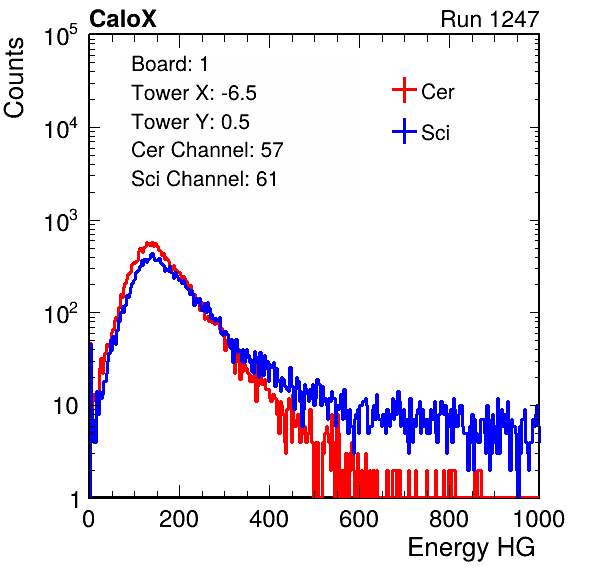 CaloX Run 1247
Counts
Board: 1
Tower X: -6.5
Tower Y: 0.5
Cer Channel: 57
Sci Channel: 61
Cer
Sci
10^5
10^4
10^3
10^2
10
1
0 200 400 600 800 1000
Energy HG